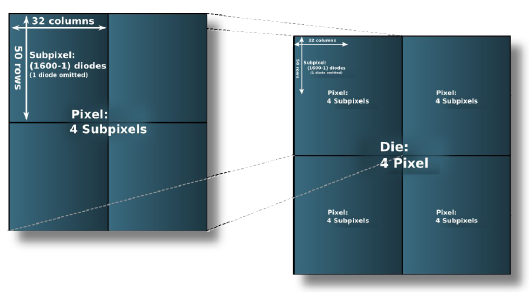 32 columns
50 rows
Subpixel:
(1600-1) diodes
(1 diode omitted)
Pixel:
4 Subpixels
32 columns
50 rows
Subpixel:
(1600-1) diodes
(1 diode omitted)
Pixel:
4 Subpixels
Pixel:
4 Subpixels
Die:
4 Pixel
Pixel:
4 Subpixels
Pixel:
4 Subpixels